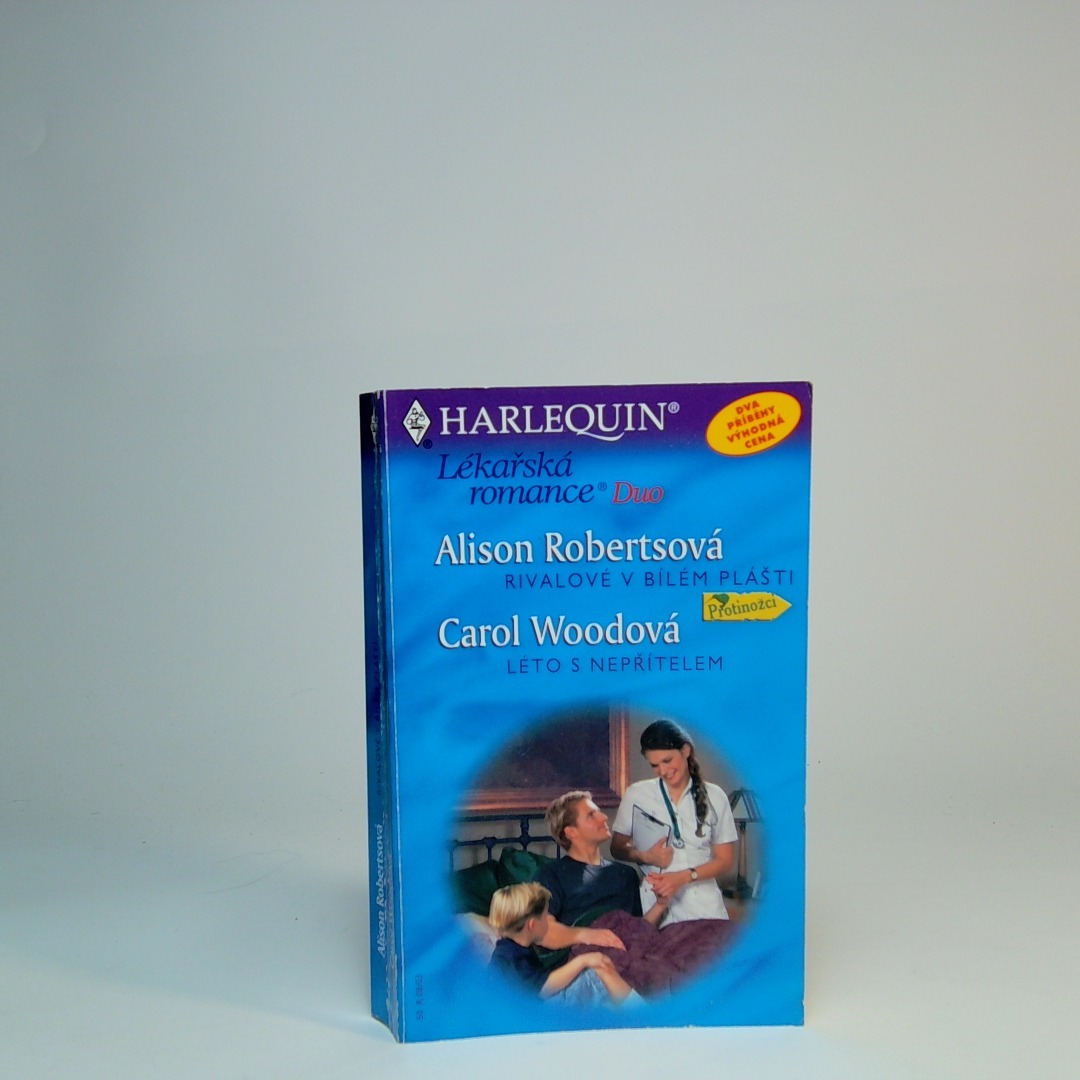 HARLEQUIN®
DVA
PŘÍBĚHY
VÝHODNÁ
CENA
Lékařská
romance® Duo
Alison Robertsová
RIVALOVÉ V BÍLÉM PLÁŠTI
Protinožci
Carol Woodová
LÉTO S NEPŘÍTELEM
Alison Robertsová